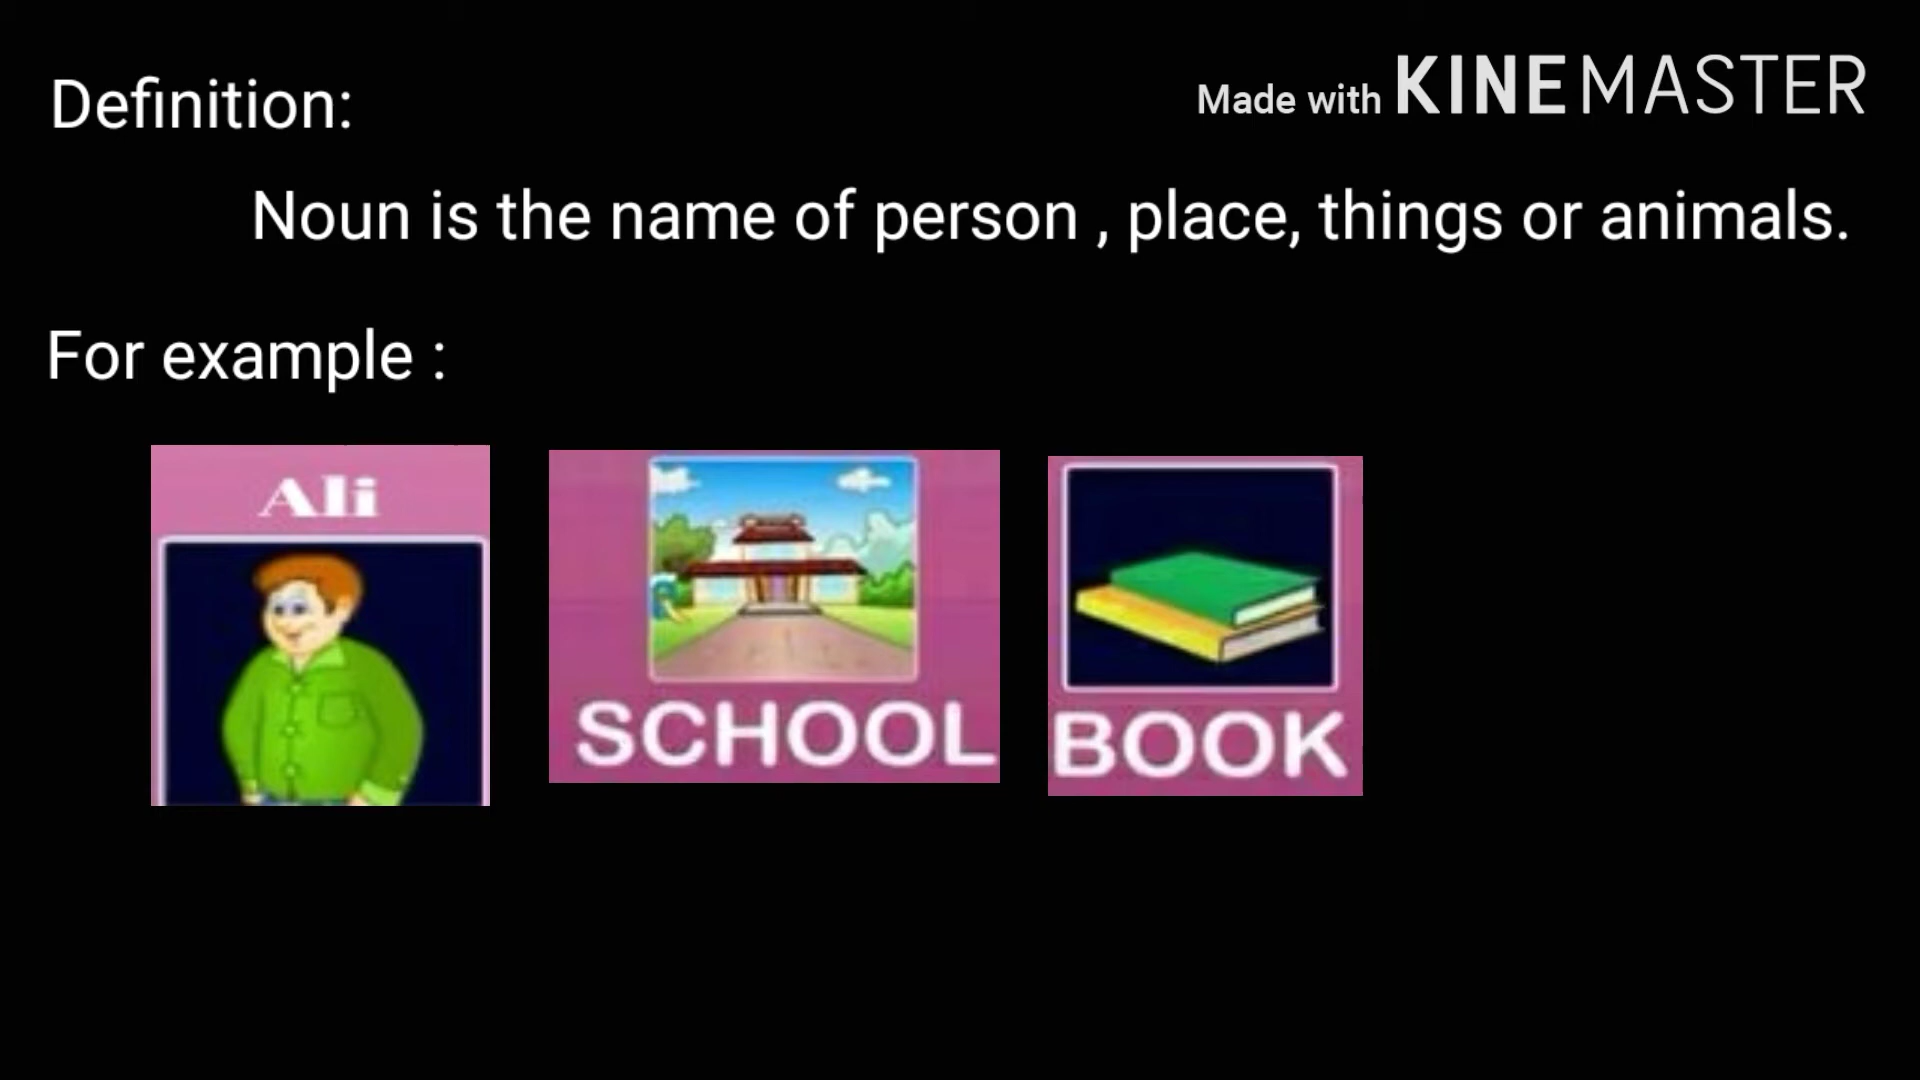 Definition:
Made with KINEMASTER
Noun is the name of person , place, things or animals.
For example :
Ali
SCHOOL
BOOK